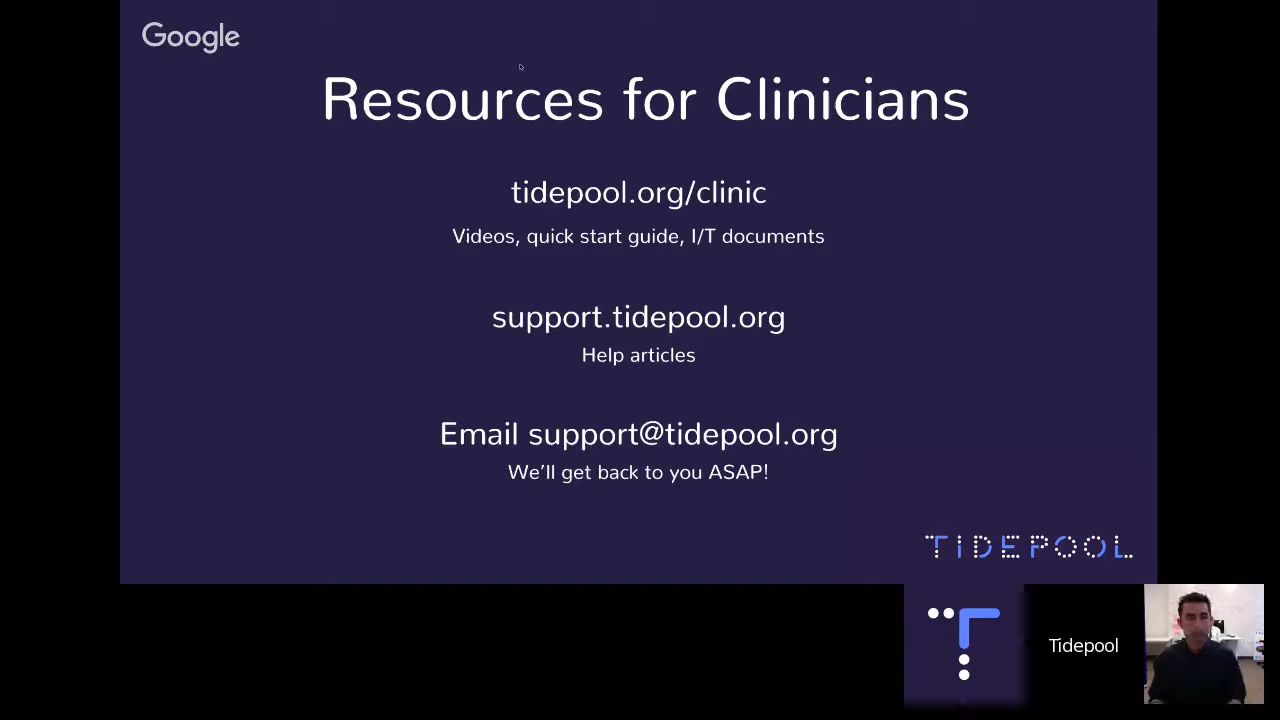 Google
Resources for Clinicians
tidepool.org/clinic
Videos, quick start guide, I/T documents
support.tidepool.org
Help articles
Email support@tidepool.org
We'll get back to you ASAP!
TIDEPOOL
T
Tidepool